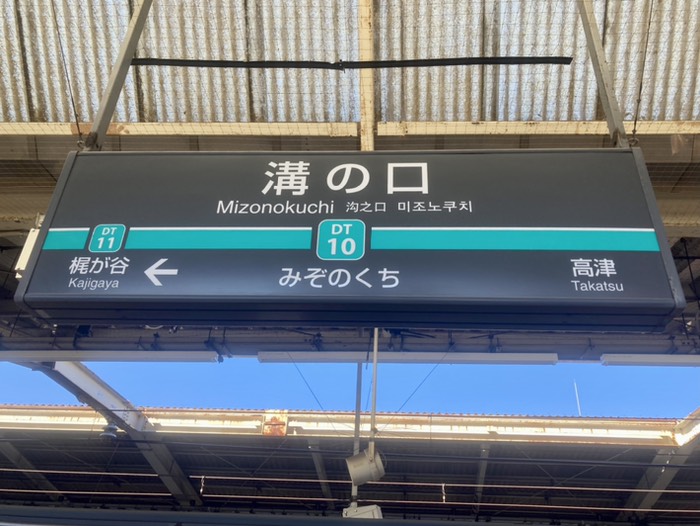 溝の口
Mizonokuchi 沟之口 미조노쿠치
DT
11
DT
10
梶が谷
Kajigaya
←
みぞのくち
高津
Takatsu